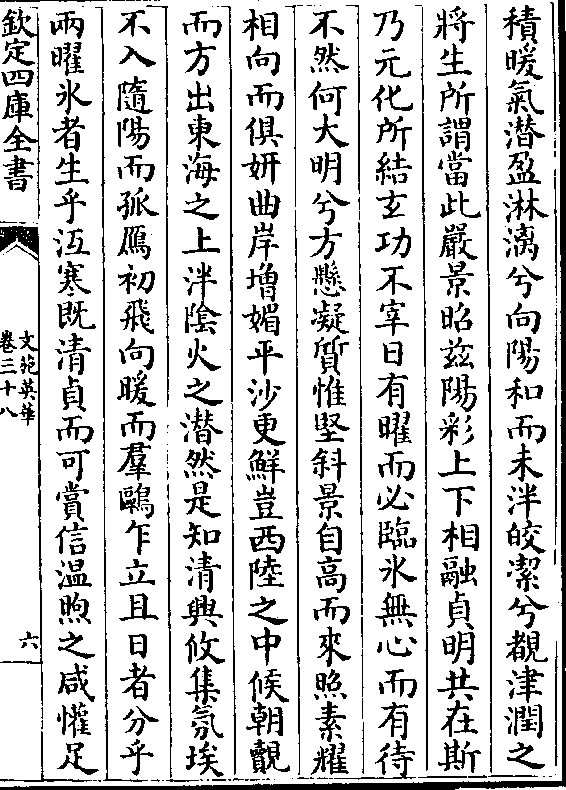 積暖氣潛盈淋漓兮向陽和而未泮皎潔兮覩津潤之
將生所謂當此嚴景昭兹陽彩上下相融貞明共在斯
乃元化所結玄功不宰日有曜而必臨氷無心而有待
不然何大明兮方懸凝質惟堅斜景自高而來照素耀
相向而俱妍曲岸增媚平沙更鮮豈西陸之中候朝覿
而方出東海之上泮陰火之潛然是知清興攸集氛埃
不入隨陽而孤鴈初飛向暖而羣鷗乍立且日者分乎
兩曜氷者生乎沍寒既清貞而可賞信温煦之咸懽足
欽定四庫全書
文苑英華
卷三十八
六